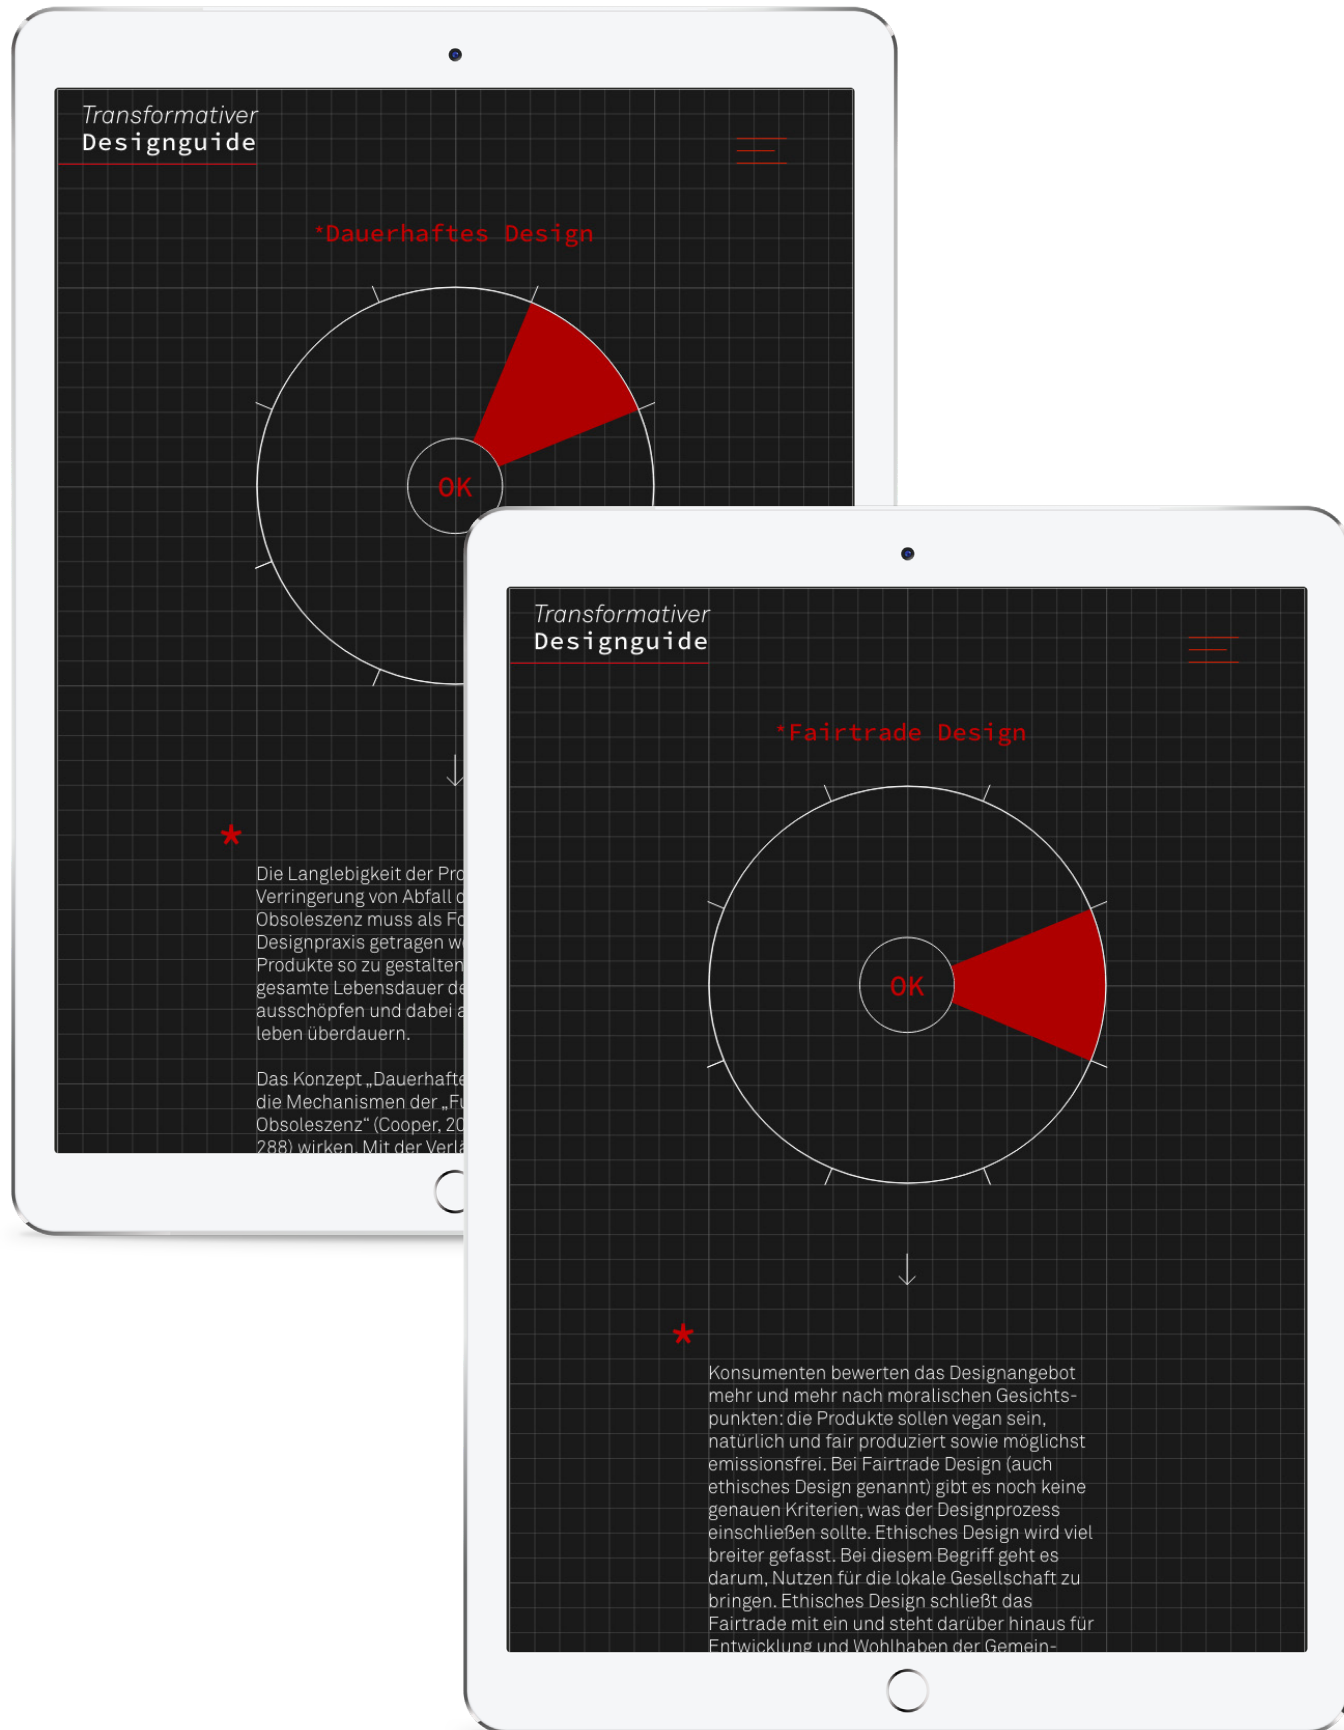 Transformativer
Designguide
*Dauerhaftes Design
OK
*
Die Langlebigkeit der
Verringerung von Abfall
Obsoleszenz muss als
Designpraxis getragen
Produkte so zu gestalten
gesamte Lebensdauer
ausschöpfen und dabei
leben überdauern.
Das Konzept „Dauerhafte
die Mechanismen der
Obsoleszenz“ (Cooper, 20
288) wirken. Mit der
Transformativer
Designguide
*Fairtrade Design
OK
*
Konsumenten bewerten das Designangebot
mehr und mehr nach moralischen Gesichts-
punkten: die Produkte sollen vegan sein,
natürlich und fair produziert sowie möglichst
emissionsfrei. Bei Fairtrade Design (auch
ethisches Design genannt) gibt es noch keine
genauen Kriterien, was der Designprozess
einschließen sollte. Ethisches Design wird viel
breiter gefasst. Bei diesem Begriff geht es
darum, Nutzen für die lokale Gesellschaft zu
bringen. Ethisches Design schließt das
Fairtrade mit ein und steht darüber hinaus für
Entwicklung und Wohlhaben der Gemein-